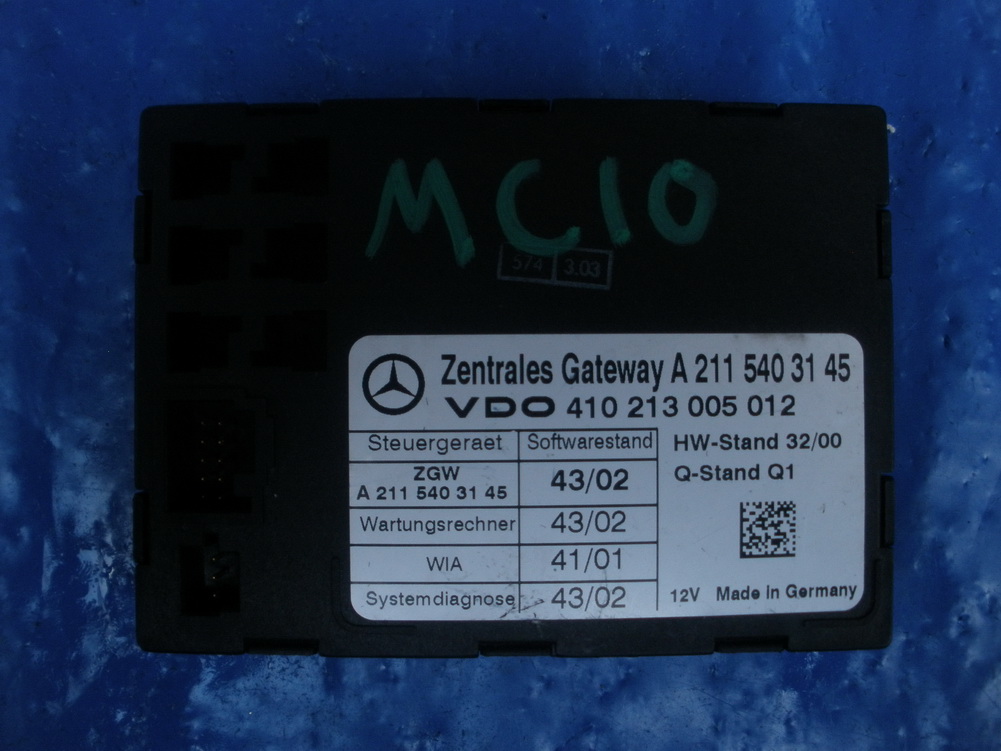 MC10
574 3.03
Zentrales Gateway A 211 540 31 45
VDO 410 213 005 012
Steuergeraet Softwarestand
HW-Stand 32/00
ZGW
A 211 540 31 45 43/02
Q-Stand Q1
Wartungsrechner 43/02
WIA 41/01
Systemdiagnose 43/02
12V Made in Germany